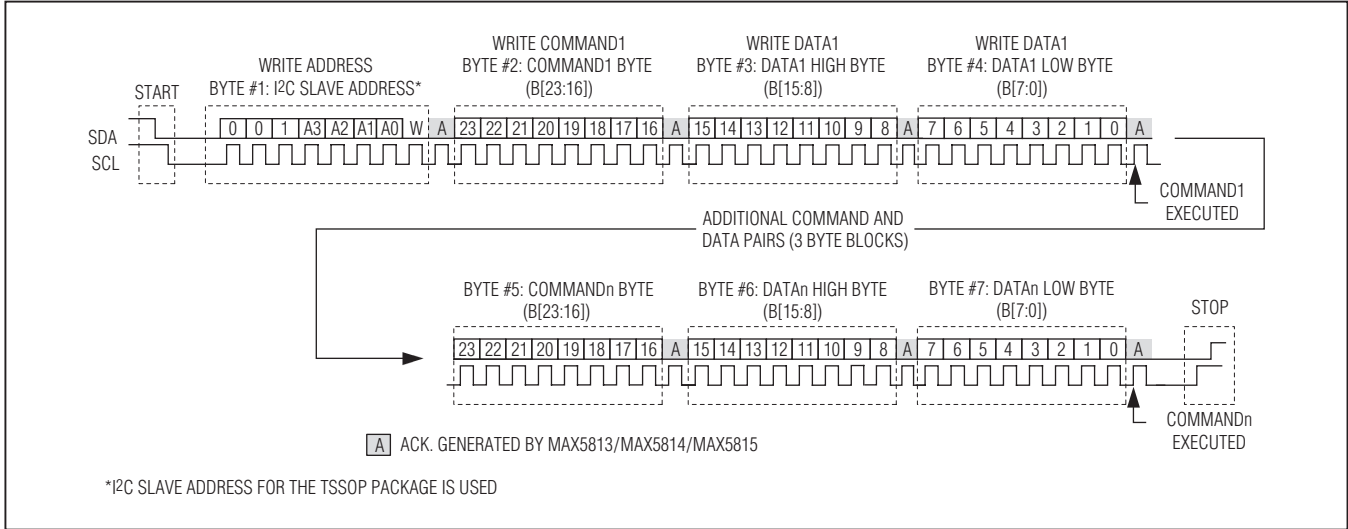 WRITE ADDRESS
BYTE #1: I2C SLAVE ADDRESS*
WRITE COMMAND1
BYTE #2: COMMAND1 BYTE
(B[23:16])
WRITE DATA1
BYTE #3: DATA1 HIGH BYTE
(B[15:8])
WRITE DATA1
BYTE #4: DATA1 LOW BYTE
(B[7:0])
START
SDA
0 0 1 A3 A2 A1 A0 W A 23 22 21 20 19 18 17 16 A 15 14 13 12 11 10 9 8 A 7 6 5 4 3 2 1 0 A
SCL
COMMAND1
EXECUTED
ADDITIONAL COMMAND AND
DATA PAIRS (3 BYTE BLOCKS)
BYTE #5: COMMANDn BYTE
(B[23:16])
BYTE #6: DATAn HIGH BYTE
(B[15:8])
BYTE #7: DATAn LOW BYTE
(B[7:0])
STOP
23 22 21 20 19 18 17 16 A 15 14 13 12 11 10 9 8 A 7 6 5 4 3 2 1 0 A
COMMANDn
EXECUTED
A ACK. GENERATED BY MAX5813/MAX5814/MAX5815
*I2C SLAVE ADDRESS FOR THE TSSOP PACKAGE IS USED